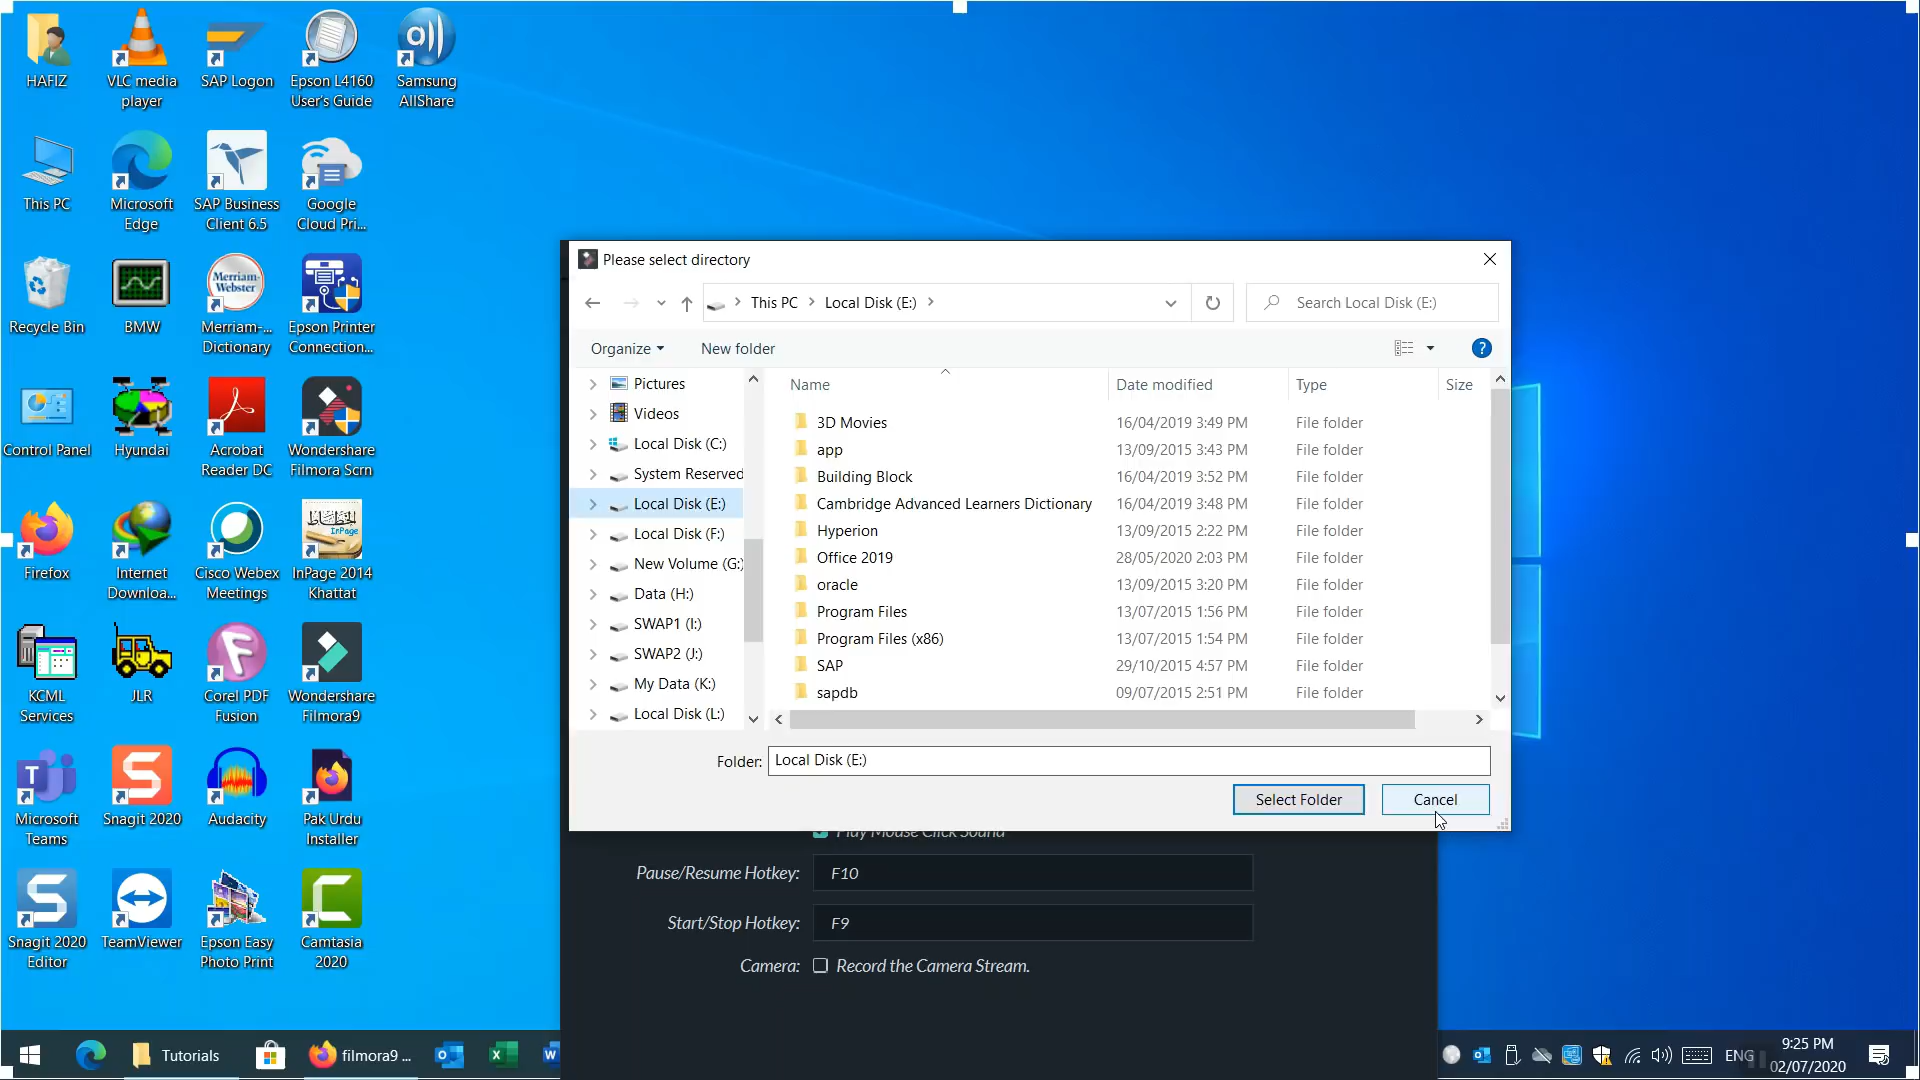 HAFIZ
VLC media
player
SAP Logon
Epson L4160
User's Guide
Samsung
AllShare
This PC
Microsoft
Edge
SAP Business
Client 6.5
Google
Cloud Pri...
Recycle Bin
BMW
Merriam-
Webster
Merriam-...
Dictionary
Epson Printer
Connection...
Control Panel
Hyundai
Acrobat
Reader DC
Wondershare
Filmora Scrn
Firefox
Internet
Downloa...
Cisco Webex
Meetings
InPage
InPage 2014
Khattat
KCML
Services
JLR
Corel PDF
Fusion
Wondershare
Filmora9
Microsoft
Teams
Snagit 2020
Audacity
Pak Urdu
Installer
Snagit 2020
Editor
TeamViewer
Epson Easy
Photo Print
Camtasia
2020
Please select directory
This PC
Local Disk (E:)
Search Local Disk (E:)
Organize
New folder
Pictures
Videos
Local Disk (C:)
System Reserved
Local Disk (E:)
Local Disk (F:)
New Volume (G:)
Data (H:)
SWAP1 (I:)
SWAP2 (J:)
My Data (K:)
Local Disk (L:)
Name Date modified Type Size
3D Movies 16/04/2019 3:49 PM File folder
app 13/09/2015 3:43 PM File folder
Building Block 16/04/2019 3:52 PM File folder
Cambridge Advanced Learners Dictionary 16/04/2019 3:48 PM File folder
Hyperion 13/09/2015 2:22 PM File folder
Office 2019 28/05/2020 2:03 PM File folder
oracle 13/09/2015 3:20 PM File folder
Program Files 13/07/2015 1:56 PM File folder
Program Files (x86) 13/07/2015 1:54 PM File folder
SAP 29/10/2015 4:57 PM File folder
sapdb 09/07/2015 2:51 PM File folder
Folder: Local Disk (E:)
Select Folder
Cancel
Play Mouse Click Sound
Pause/Resume Hotkey: F10
Start/Stop Hotkey: F9
Camera: Record the Camera Stream.
Tutorials
filmora9 ...
ENG
9:25 PM
02/07/2020